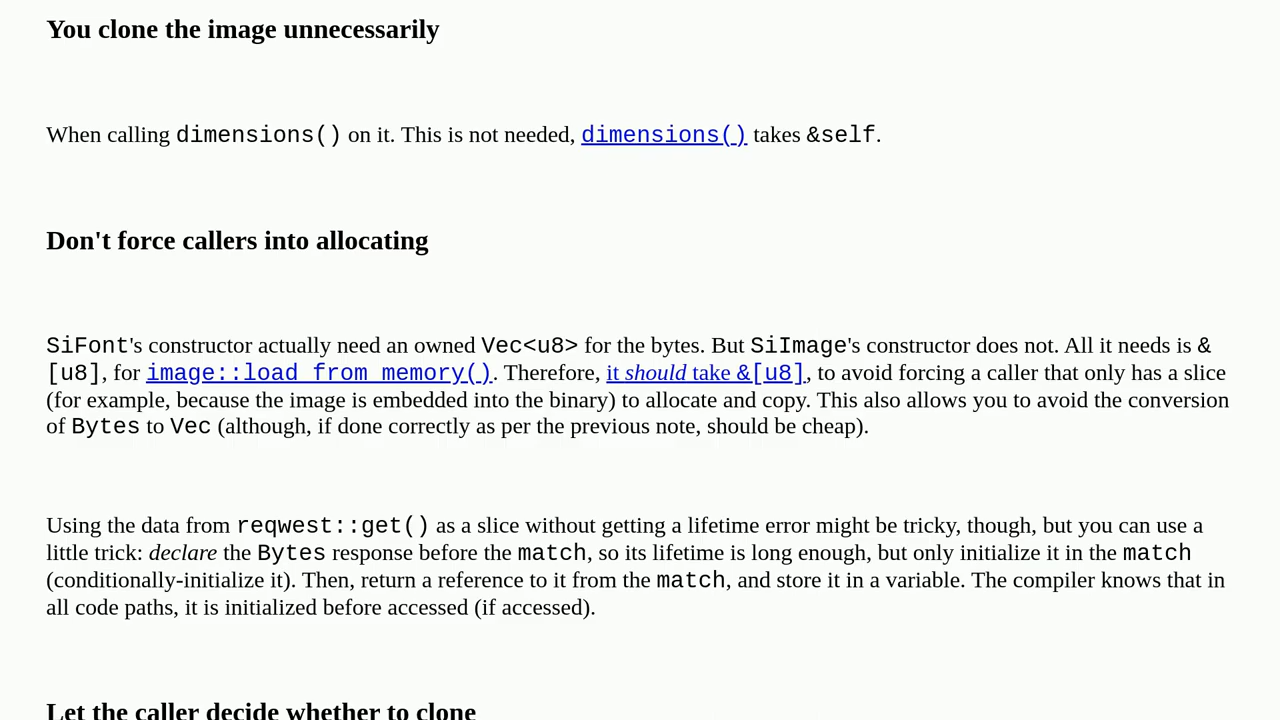 You clone the image unnecessarily
When calling dimensions() on it. This is not needed, dimensions() takes &self.
Don't force callers into allocating
SiFont's constructor actually need an owned Vec<u8> for the bytes. But SiImage's constructor does not. All it needs is &
[u8], for image::load_from_memory(). Therefore, it should take &[u8], to avoid forcing a caller that only has a slice
(for example, because the image is embedded into the binary) to allocate and copy. This also allows you to avoid the conversion
of Bytes to Vec (although, if done correctly as per the previous note, should be cheap).
Using the data from reqwest::get() as a slice without getting a lifetime error might be tricky, though, but you can use a
little trick: declare the Bytes response before the match, so its lifetime is long enough, but only initialize it in the match
(conditionally-initialize it). Then, return a reference to it from the match, and store it in a variable. The compiler knows that in
all code paths, it is initialized before accessed (if accessed).
Let the caller decide whether to clone